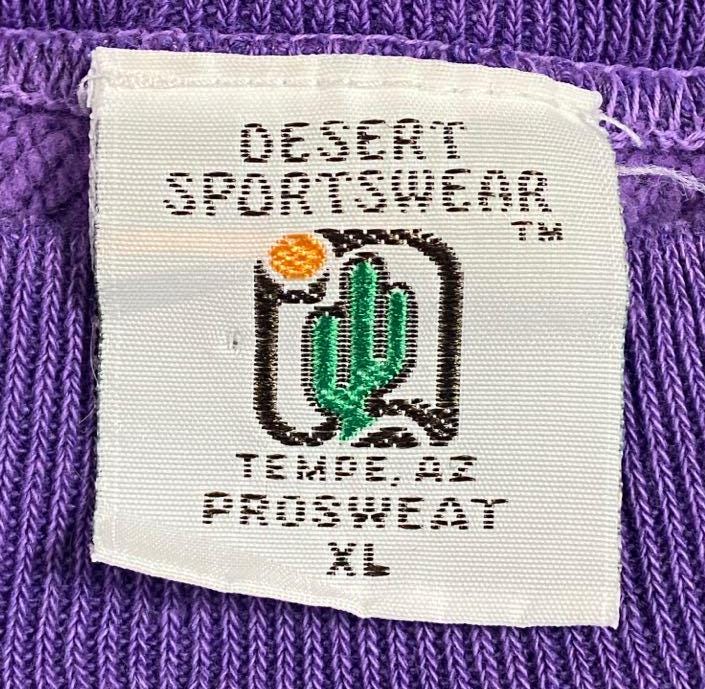 DESERT
SPORTSWEAR
TM
TEMPE, AZ
PROSWEAT
XL